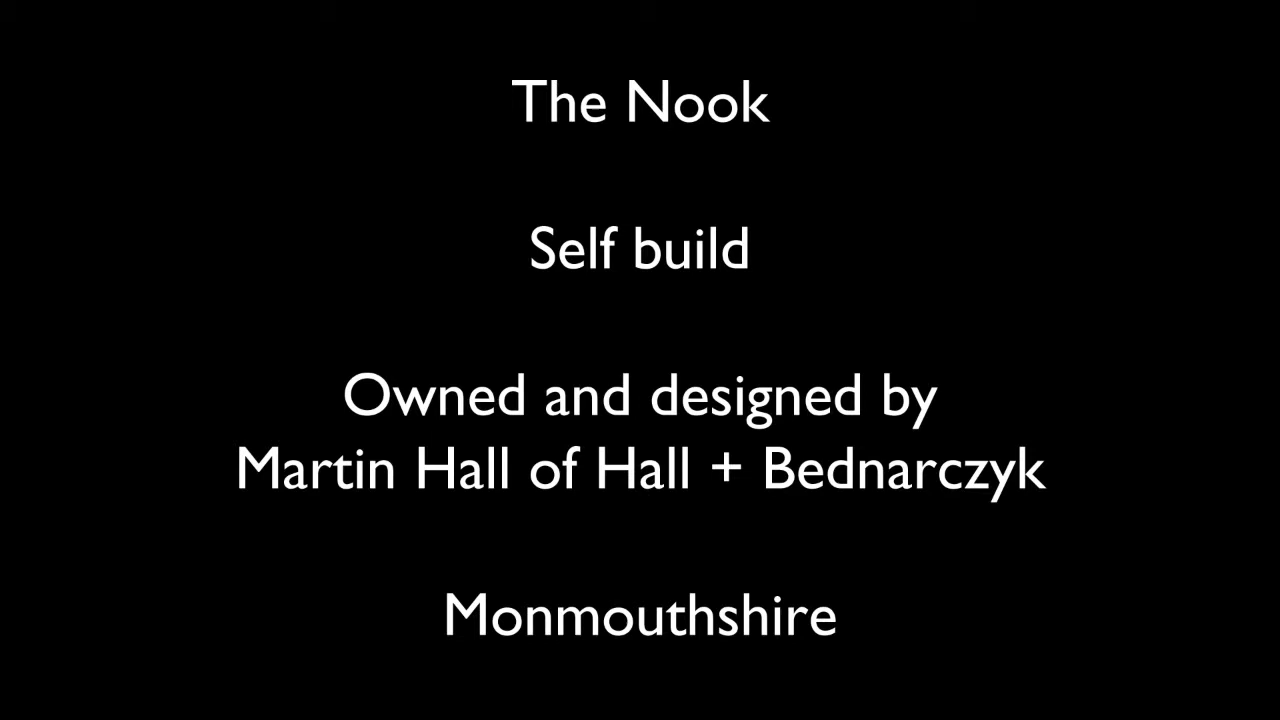 The Nook
Self build
Owned and designed by
Martin Hall of Hall + Bednarczyk
Monmouthshire